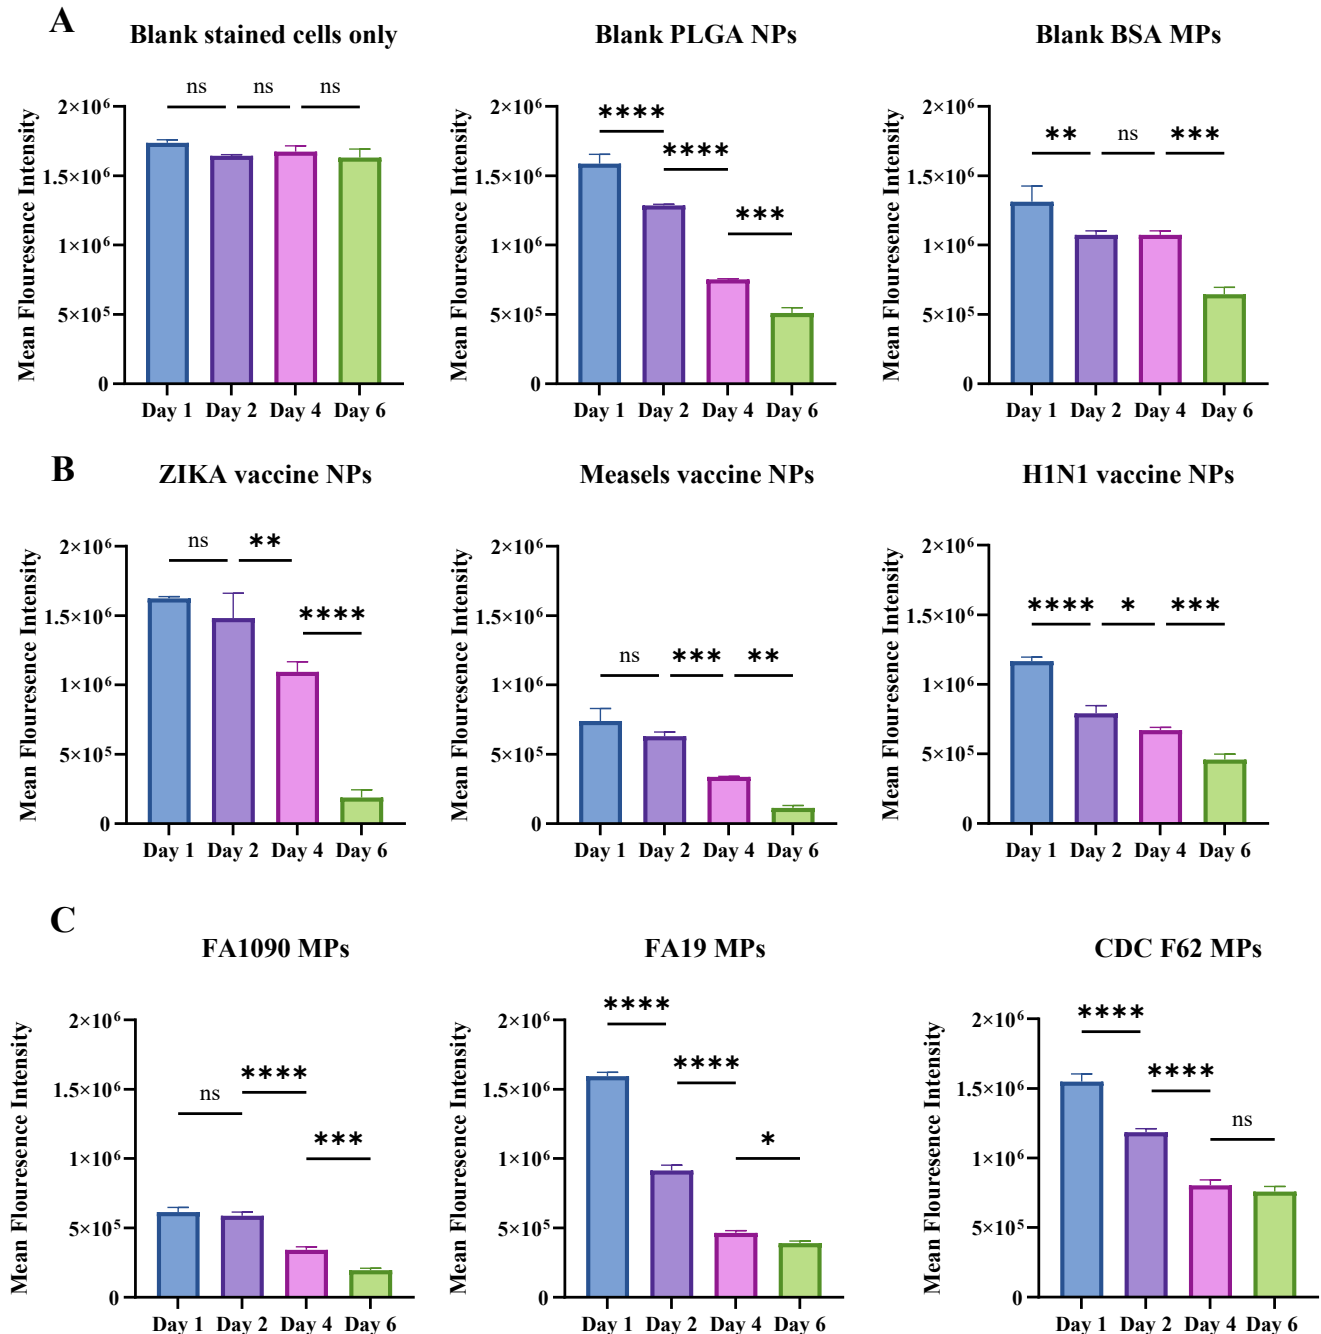 A
Blank stained cells only
Blank PLGA NPs
Blank BSA MPs
Mean Flouresence Intensity
2×10⁶
1.5×10⁶
1×10⁶
5×10⁵
0
ns ns ns
Day 1 Day 2 Day 4 Day 6
Mean Flouresence Intensity
2×10⁶
1.5×10⁶
1×10⁶
5×10⁵
0
****
****
***
Day 1 Day 2 Day 4 Day 6
Mean Flouresence Intensity
2×10⁶
1.5×10⁶
1×10⁶
5×10⁵
0
** ns ***
Day 1 Day 2 Day 4 Day 6
B
ZIKA vaccine NPs
Measels vaccine NPs
H1N1 vaccine NPs
Mean Flouresence Intensity
2×10⁶
1.5×10⁶
1×10⁶
5×10⁵
0
ns **
****
Day 1 Day 2 Day 4 Day 6
Mean Flouresence Intensity
2×10⁶
1.5×10⁶
1×10⁶
5×10⁵
0
ns *** **
Day 1 Day 2 Day 4 Day 6
Mean Flouresence Intensity
2×10⁶
1.5×10⁶
1×10⁶
5×10⁵
0
**** * ***
Day 1 Day 2 Day 4 Day 6
C
FA1090 MPs
FA19 MPs
CDC F62 MPs
Mean Flouresence Intensity
2×10⁶
1.5×10⁶
1×10⁶
5×10⁵
0
ns ****
***
Day 1 Day 2 Day 4 Day 6
Mean Flouresence Intensity
2×10⁶
1.5×10⁶
1×10⁶
5×10⁵
0
****
****
*
Day 1 Day 2 Day 4 Day 6
Mean Flouresence Intensity
2×10⁶
1.5×10⁶
1×10⁶
5×10⁵
0
****
****
ns
Day 1 Day 2 Day 4 Day 6